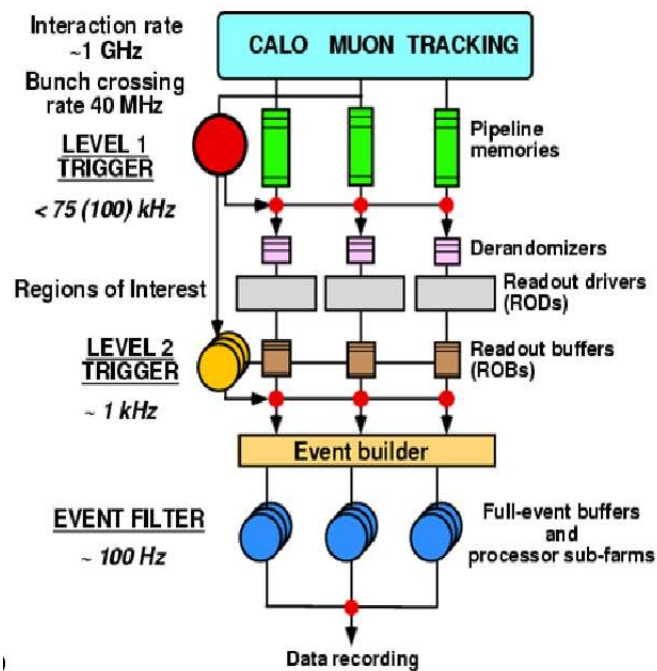 Interaction rate
~1 GHz
CALO MUON TRACKING
Bunch crossing
rate 40 MHz
Pipeline
memories
LEVEL 1
TRIGGER
< 75 (100) kHz
Derandomizers
Regions of Interest
Readout drivers
(RODs)
LEVEL 2
TRIGGER
~ 1 kHz
Readout buffers
(ROBs)
Event builder
EVENT FILTER
~ 100 Hz
Full-event buffers
and
processor sub-farms
Data recording